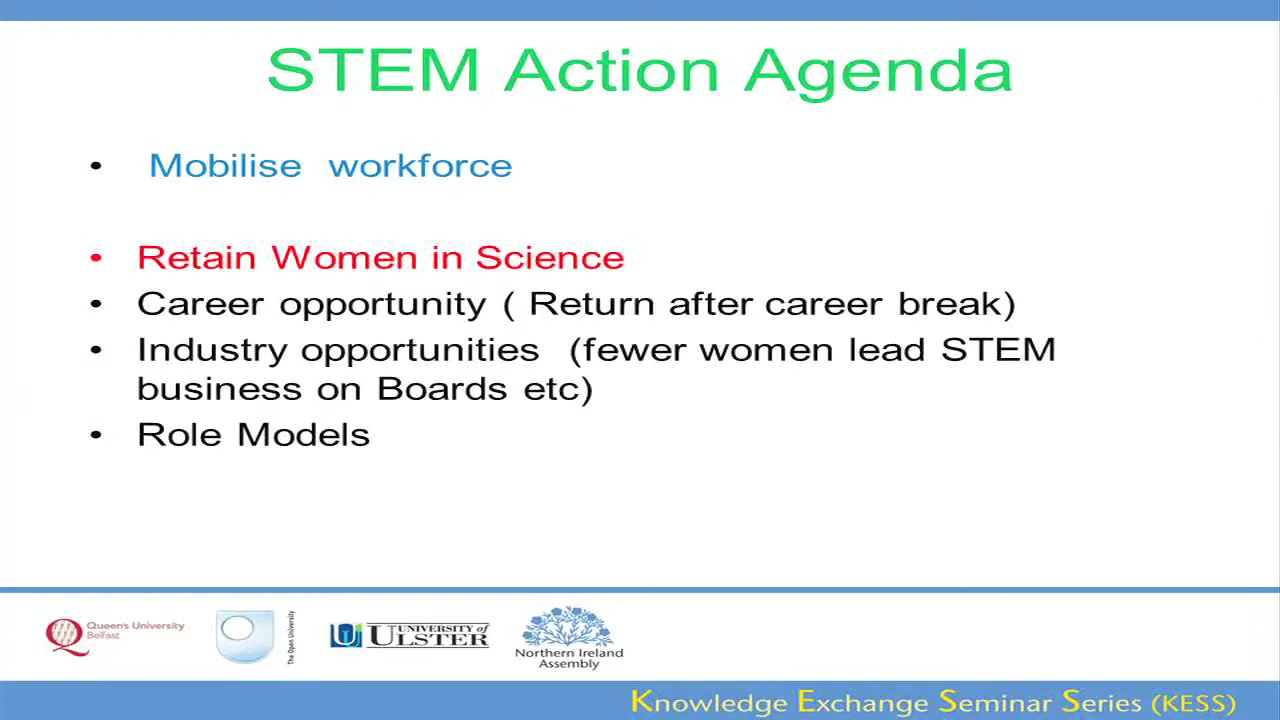 STEM Action Agenda
• Mobilise workforce
• Retain Women in Science
• Career opportunity ( Return after career break)
• Industry opportunities (fewer women lead STEM
business on Boards etc)
• Role Models
Queen's University
Belfast
The Open University
UNIVERSITY of
ULSTER
Northern Ireland
Assembly
Knowledge Exchange Seminar Series (KESS)